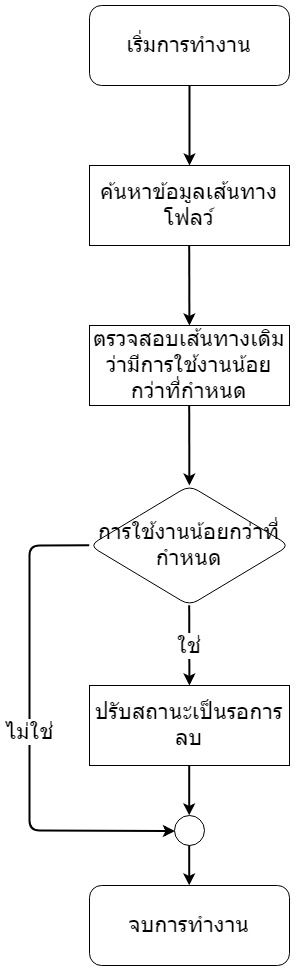 เริ่มการทำงาน
ค้นหาข้อมูลเส้นทาง
โฟลว์
ตรวจสอบเส้นทางเดิม
ว่ามีการใช้งานน้อย
กว่าที่กำหนด
การใช้งานน้อยกว่าที่
กำหนด
ใช่
ปรับสถานะเป็นรอการ
ลบ
ไม่ใช่
จบการทำงาน